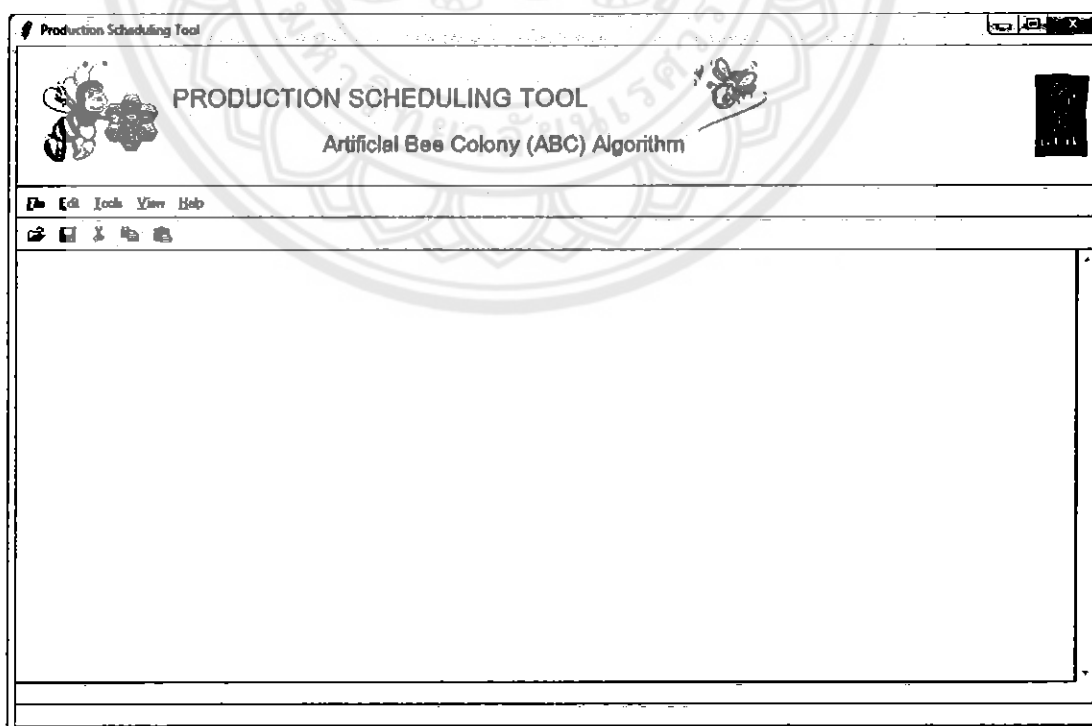 Production Scheduling Tool
PRODUCTION SCHEDULING TOOL
Artificial Bee Colony (ABC) Algorithm
File Edit Tools View Help